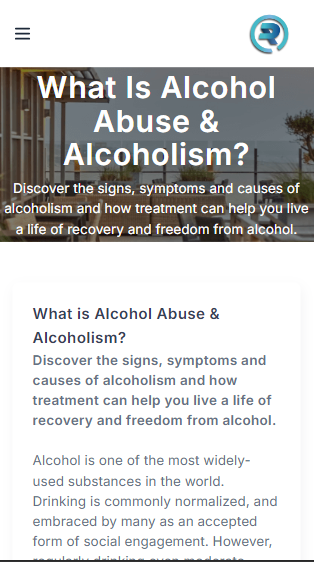 What Is Alcohol
Abuse &
Alcoholism?
Discover the signs, symptoms and causes of
alcoholism and how treatment can help you live
a life of recovery and freedom from alcohol.
What is Alcohol Abuse &
Alcoholism?
Discover the signs, symptoms and
causes of alcoholism and how
treatment can help you live a life of
recovery and freedom from alcohol.
Alcohol is one of the most widely-
used substances in the world.
Drinking is commonly normalized, and
embraced by many as an accepted
form of social engagement. However,
regularly drinking even moderate